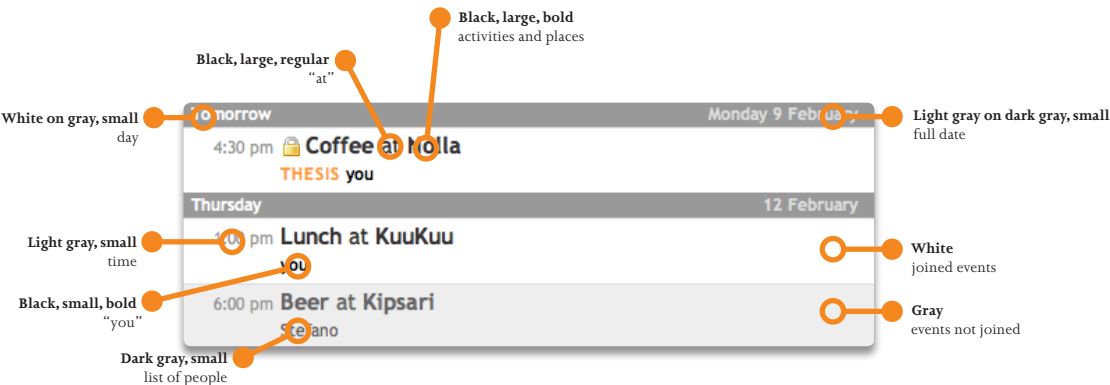 Black, large, bold
activities and places
Black, large, regular
“at”
White on gray, small
day
Tomorrow
Monday 9 February
Light gray on dark gray, small
full date
4:30 pm Coffee at Nolla
THESIS you
Thursday
12 February
Light gray, small
time
1:00 pm Lunch at KuuKuu
you
White
joined events
Black, small, bold
“you”
6:00 pm Beer at Kipsari
Stefano
Gray
events not joined
Dark gray, small
list of people